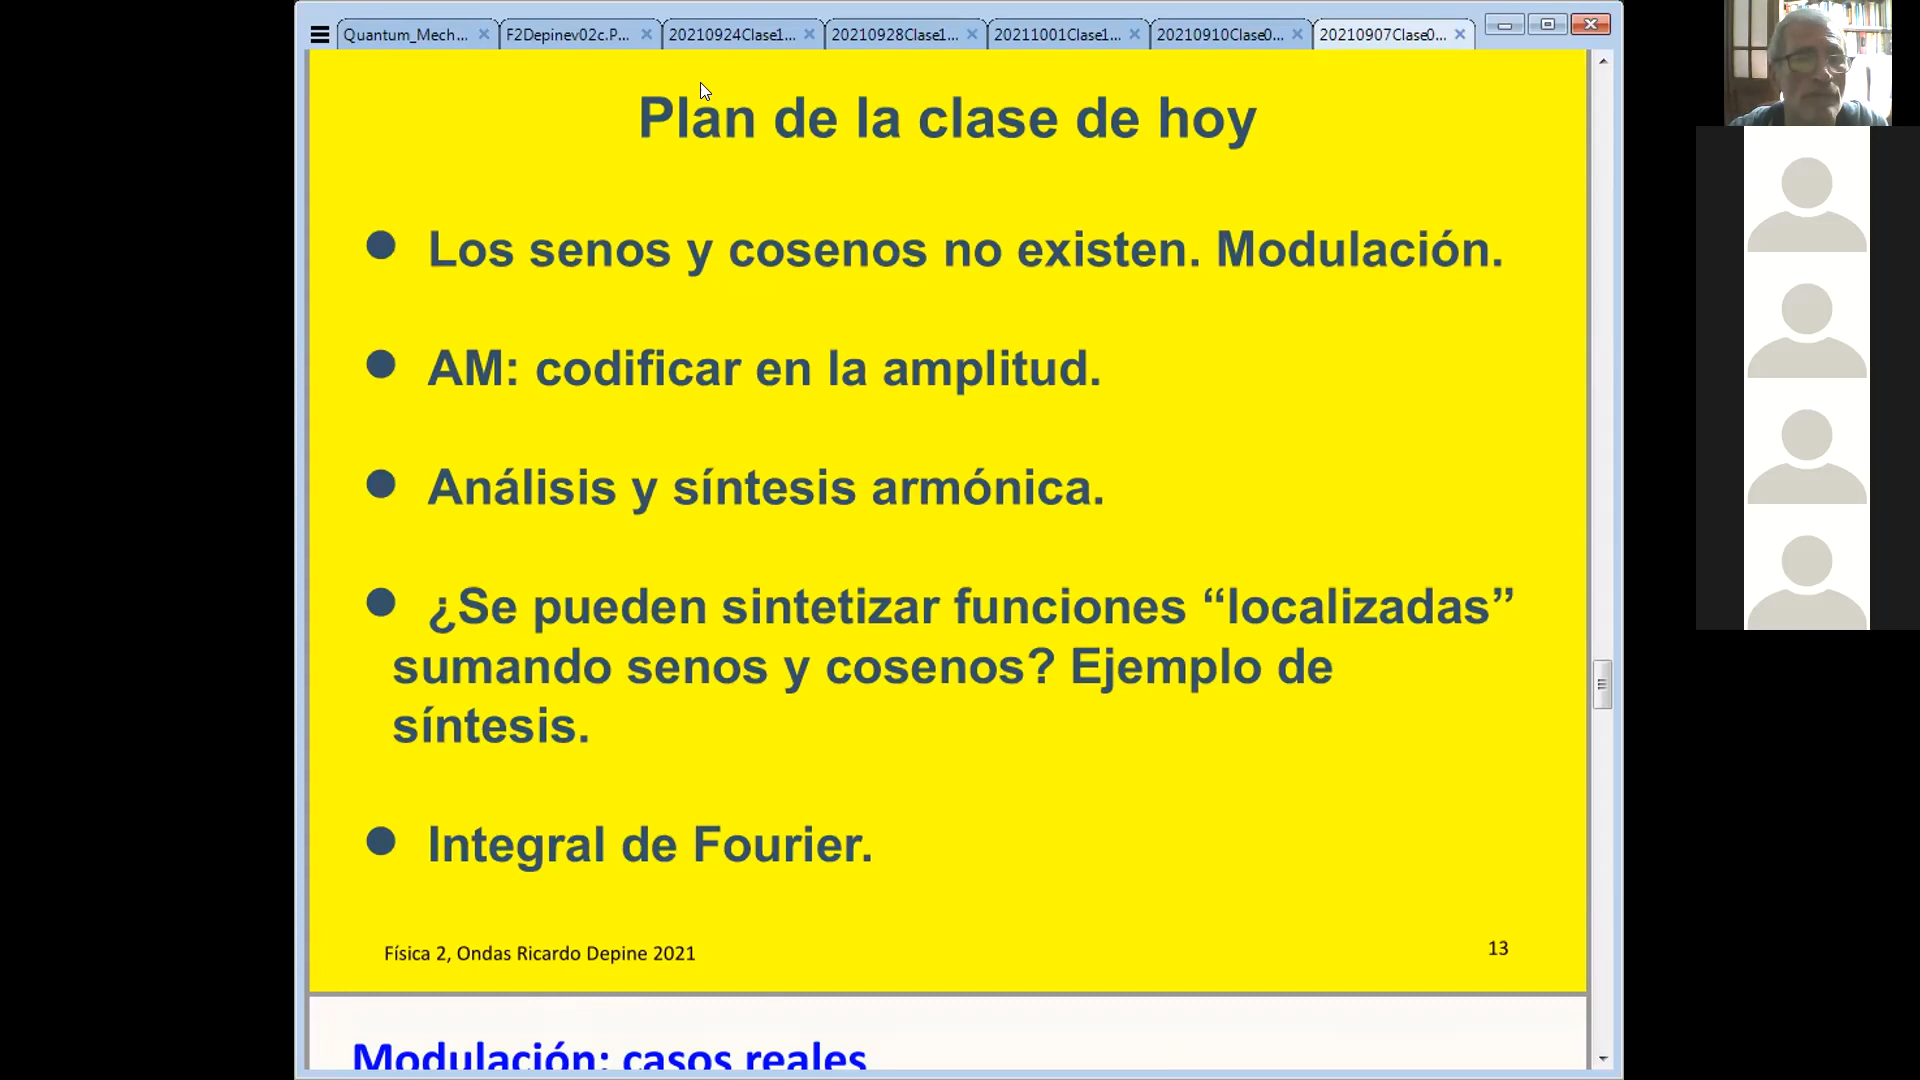 Quantum_Mech... F2Depinev02c.P... 20210924Clase1... 20210928Clase1... 20211001Clase1... 20210910Clase0... 20210907Clase0...
Plan de la clase de hoy
Los senos y cosenos no existen. Modulación.
AM: codificar en la amplitud.
Análisis y síntesis armónica.
¿Se pueden sintetizar funciones “localizadas”
sumando senos y cosenos? Ejemplo de
síntesis.
Integral de Fourier.
Física 2, Ondas Ricardo Depine 2021
13
Modulación: casos reales